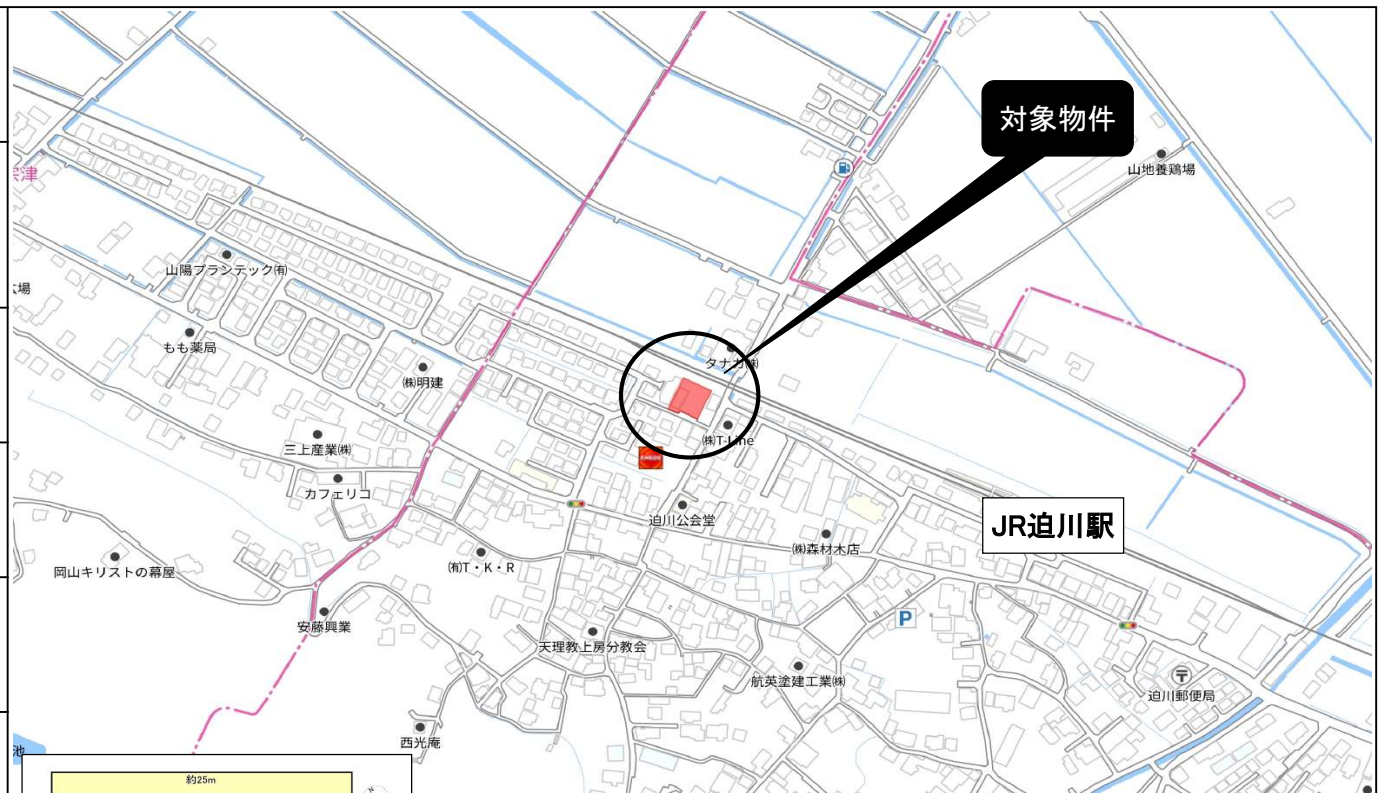 対象物件
山地養鶏場
宗津
山陽プランテック㈲
広場
もも薬局
タナカ㈱
㈱明建
㈱T-Line
三上産業㈱
ENEOS
カフェリコ
迫川公会堂
JR迫川駅
㈱森材木店
岡山キリストの幕屋
㈲T・K・R
P
安藤興業
天理教上房分教会
航英塗建工業㈱
〒
迫川郵便局
西光庵
池
約25m